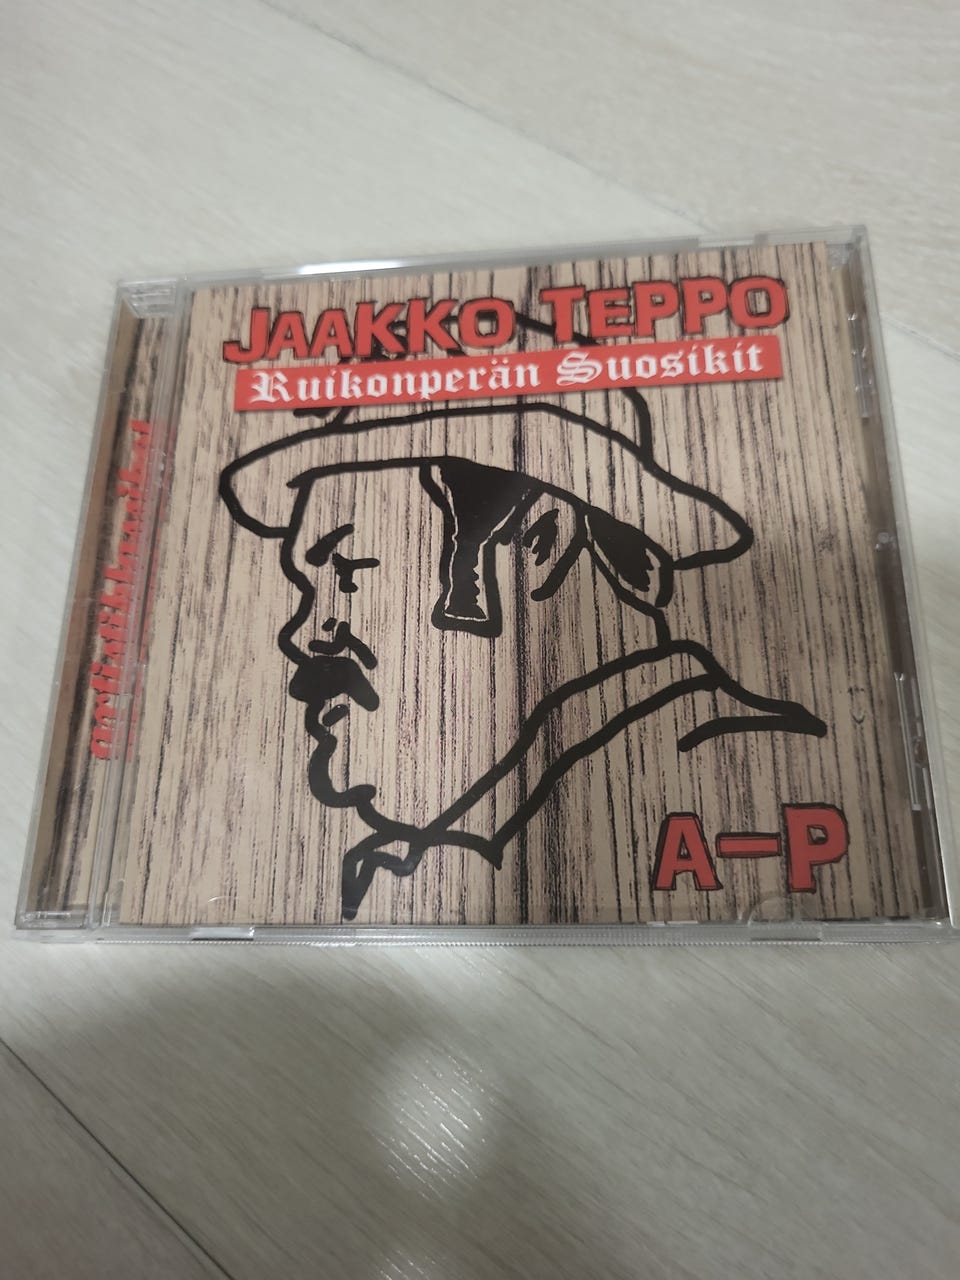 JAAKKO TEPPO
Ruikonperän Suosikit
A–P